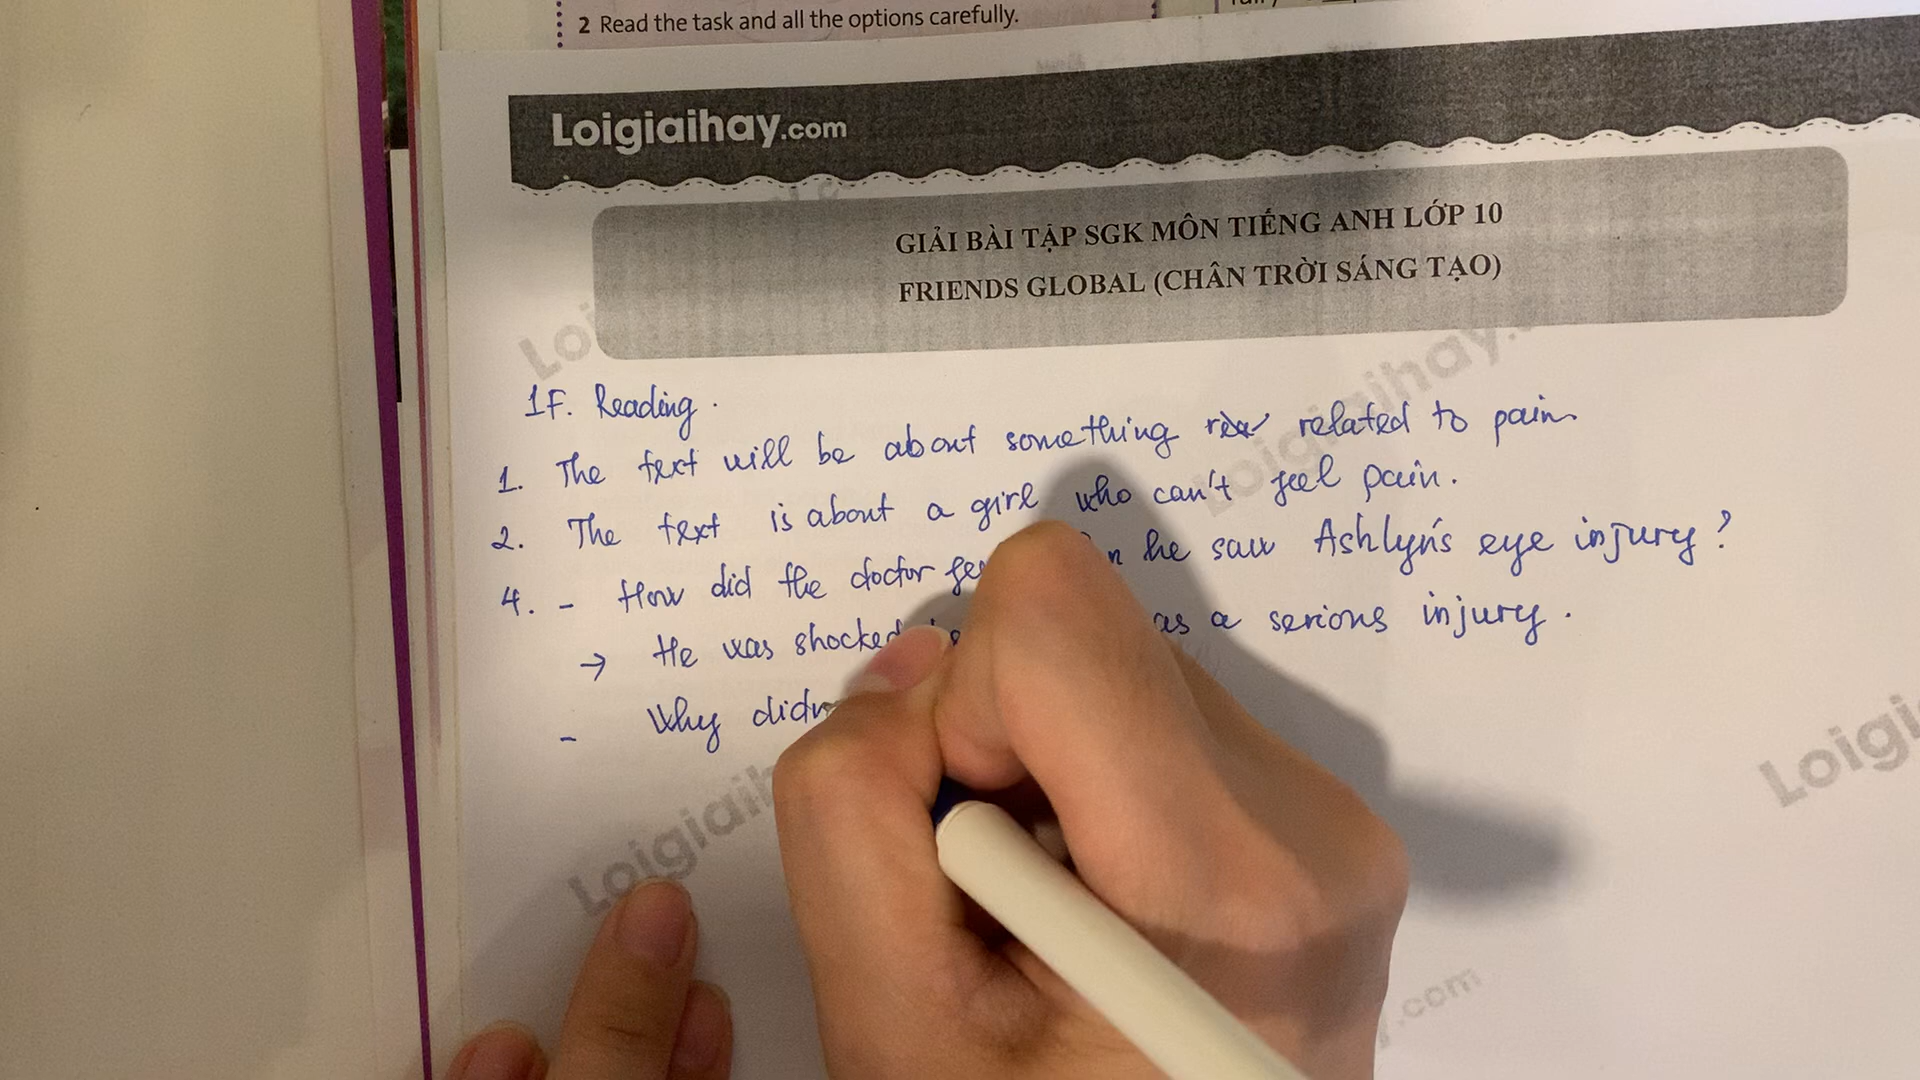 2 Read the task and all the options carefully.
Loigiaihay.com
GIẢI BÀI TẬP SGK MÔN TIẾNG ANH LỚP 10
FRIENDS GLOBAL (CHÂN TRỜI SÁNG TẠO)
1F. Reading.
1. The text will be about something related to pain
2. The text is about a girl who can't feel pain.
4. - How did the doctor he saw Ashlyn's eye injury?
→ He was shocked as a serious injury.
- Why didn
Loigiaihay
Loigi
.com